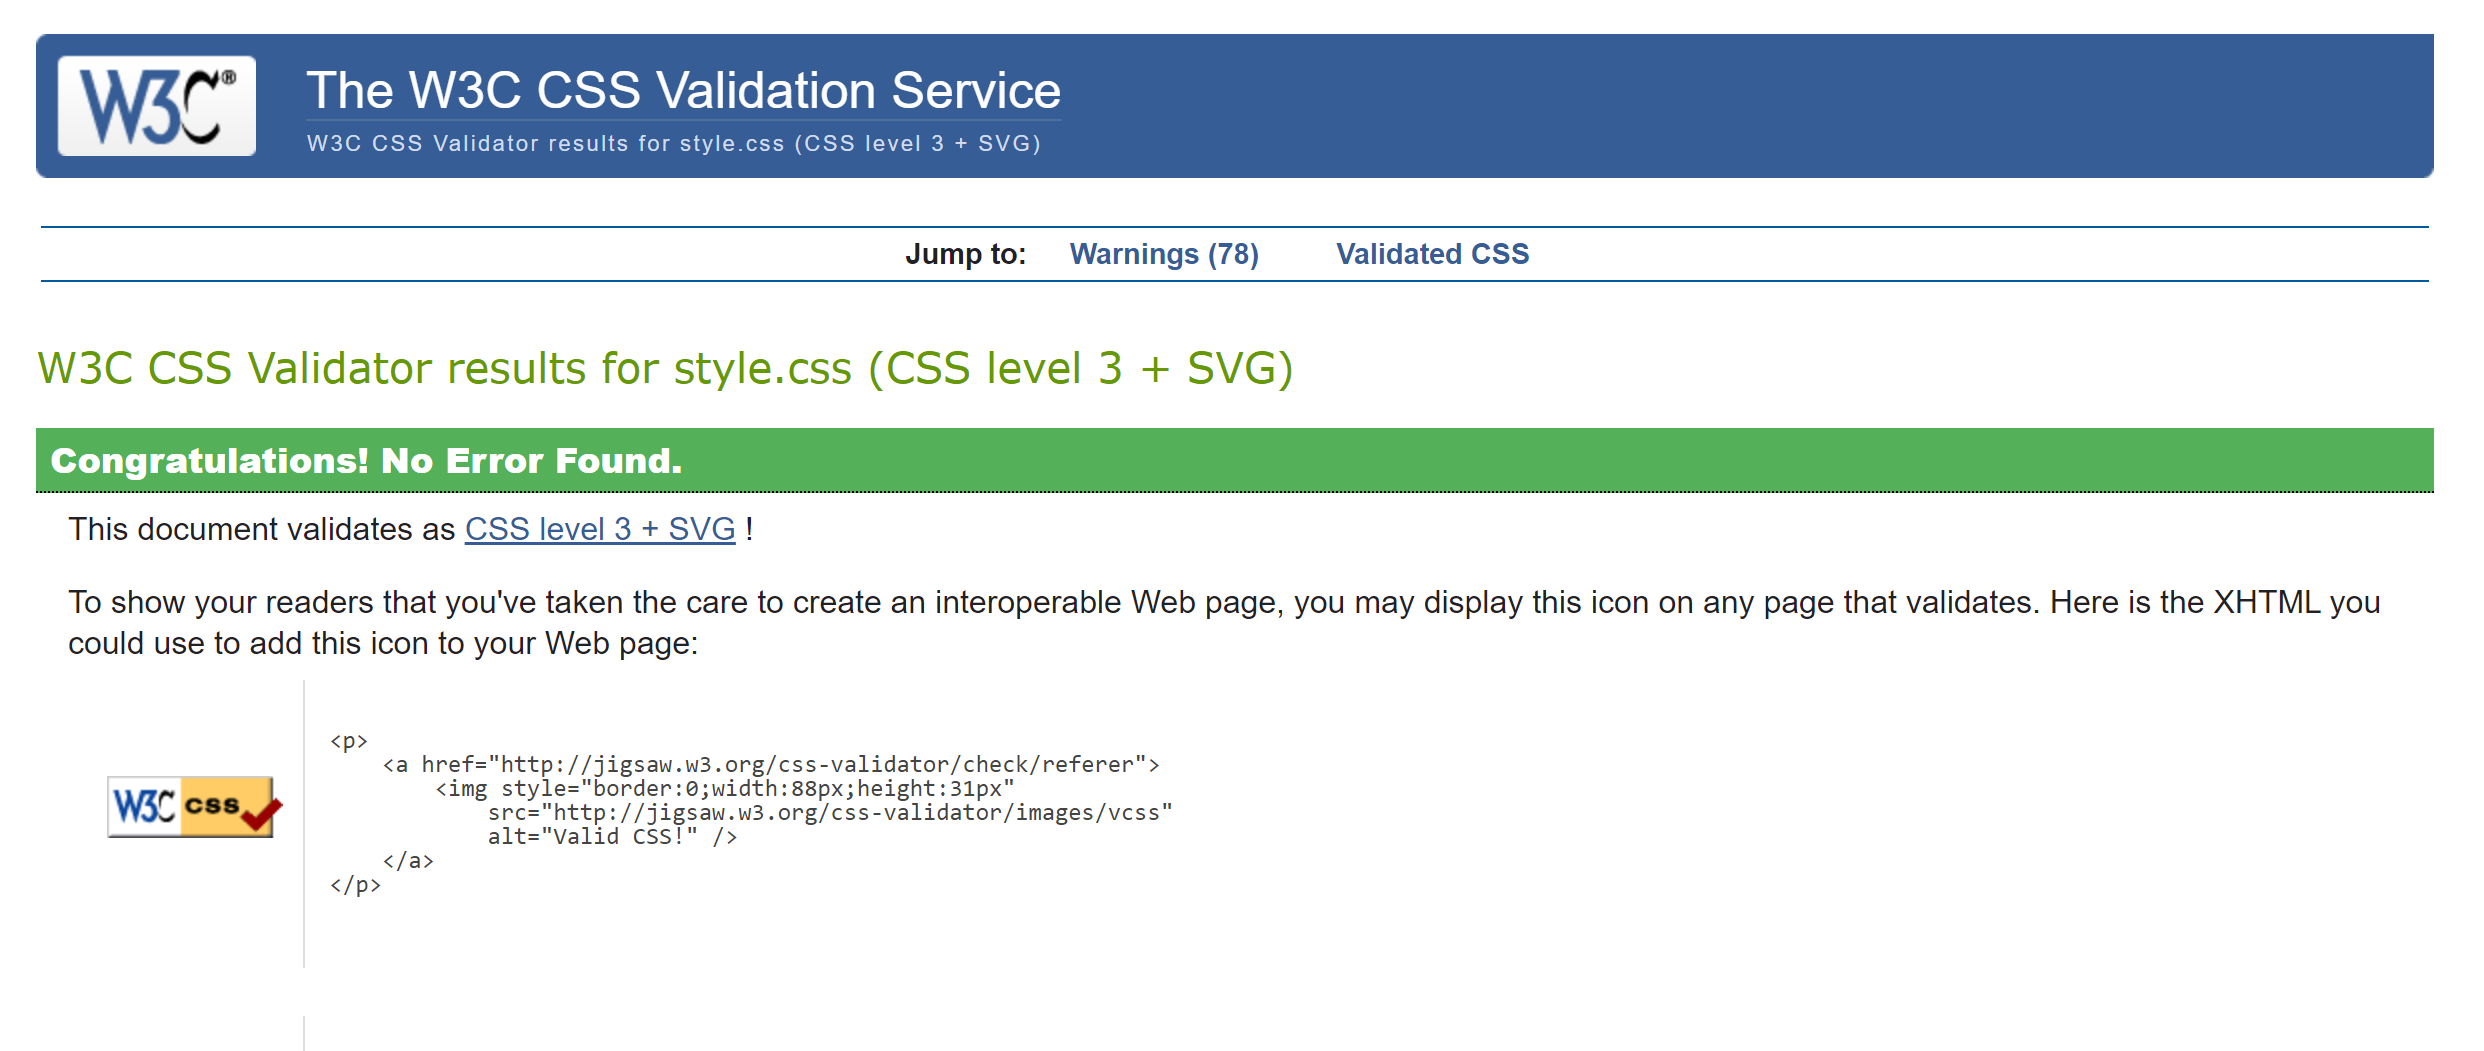 W3C®
The W3C CSS Validation Service
W3C CSS Validator results for style.css (CSS level 3 + SVG)
Jump to: Warnings (78) Validated CSS
W3C CSS Validator results for style.css (CSS level 3 + SVG)
Congratulations! No Error Found.
This document validates as CSS level 3 + SVG !
To show your readers that you've taken the care to create an interoperable Web page, you may display this icon on any page that validates. Here is the XHTML you
could use to add this icon to your Web page:
W3C css
<p>
    <a href="http://jigsaw.w3.org/css-validator/check/referer">
        <img style="border:0;width:88px;height:31px"
            src="http://jigsaw.w3.org/css-validator/images/vcss"
            alt="Valid CSS!" />
    </a>
</p>